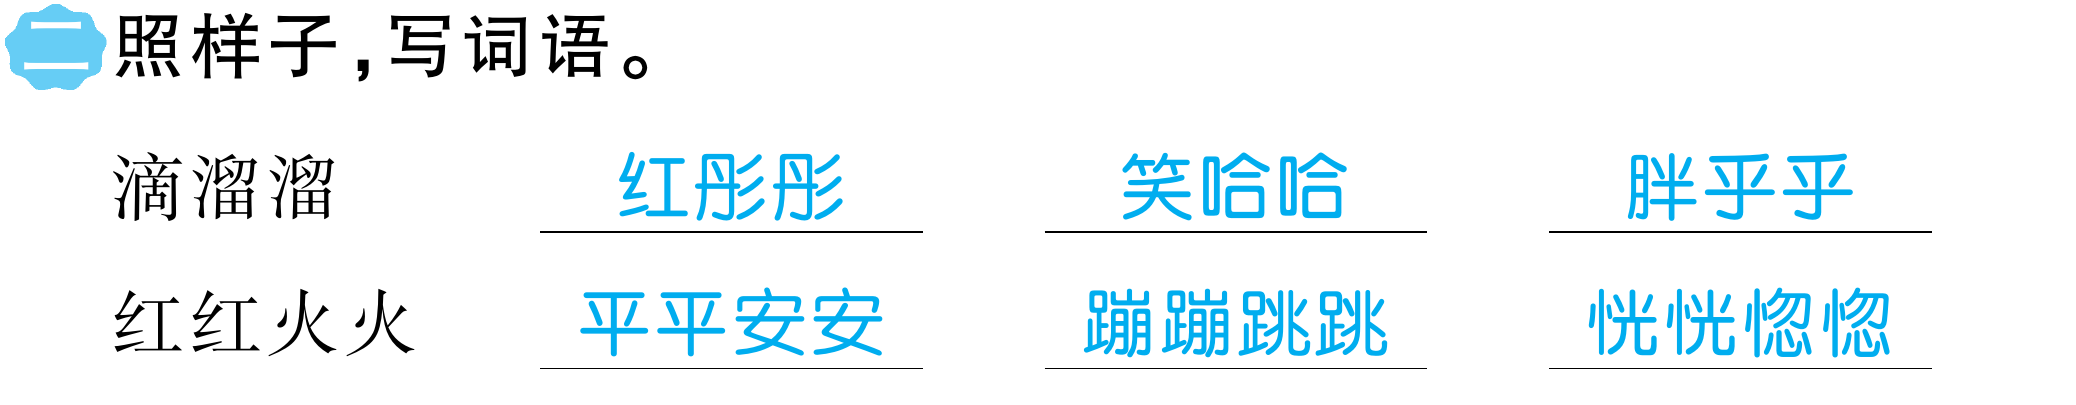 二 照样子,写词语。
滴溜溜 红彤彤 笑哈哈 胖乎乎
红红火火 平平安安 蹦蹦跳跳 恍恍惚惚